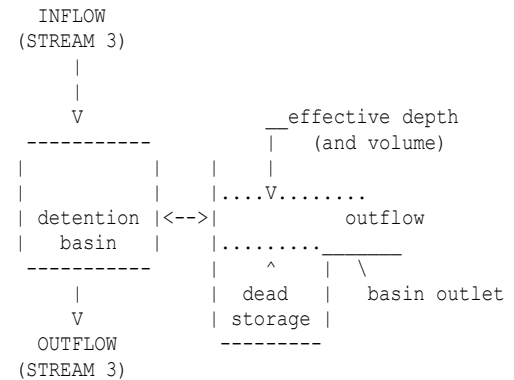 INFLOW
(STREAM 3)
effective depth
(and volume)
detention
basin
outflow
dead
storage
basin outlet
OUTFLOW
(STREAM 3)